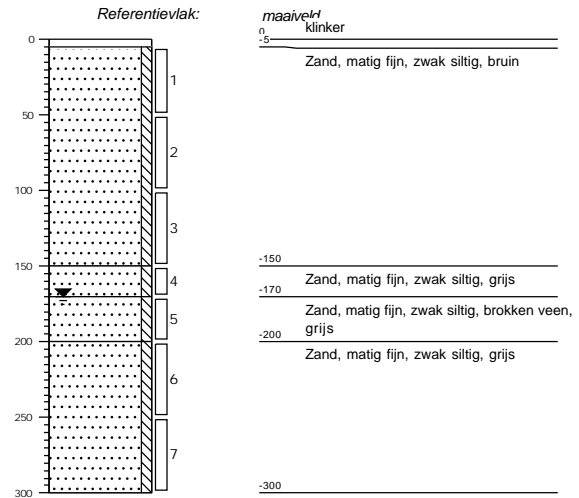 Referentievlak: maaiveld
0 0 klinker
-5
Zand, matig fijn, zwak siltig, bruin
1
50
2
100
3
-150
150
Zand, matig fijn, zwak siltig, grijs
4
-170
Zand, matig fijn, zwak siltig, brokken veen,
5
grijs
-200
200
Zand, matig fijn, zwak siltig, grijs
6
250
7
-300
300